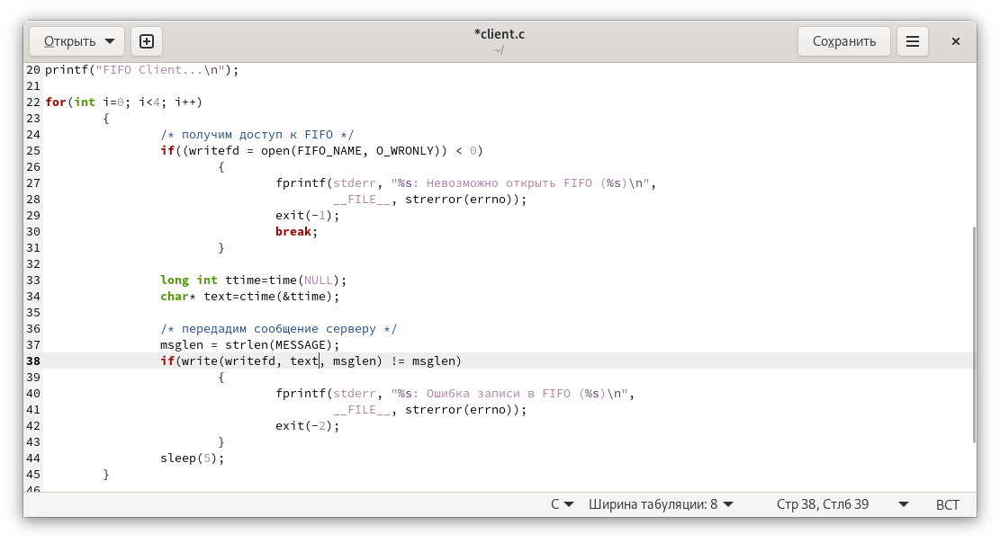 Открыть
*client.c
~/
Сохранить
20 printf("FIFO Client...\n");
21
22 for(int i=0; i<4; i++)
23 {
24 /* получим доступ к FIFO */
25 if((writefd = open(FIFO_NAME, O_WRONLY)) < 0)
26 {
27 fprintf(stderr, "%s: Невозможно открыть FIFO (%s)\n",
28 __FILE__, strerror(errno));
29 exit(-1);
30 break;
31 }
32
33 long int ttime=time(NULL);
34 char* text=ctime(&ttime);
35
36 /* передадим сообщение серверу */
37 msglen = strlen(MESSAGE);
38 if(write(writefd, text, msglen) != msglen)
39 {
40 fprintf(stderr, "%s: Ошибка записи в FIFO (%s)\n",
41 __FILE__, strerror(errno));
42 exit(-2);
43 }
44 sleep(5);
45 }
46
C Ширина табуляции: 8 Стр 38, Стлб 39 ВСТ